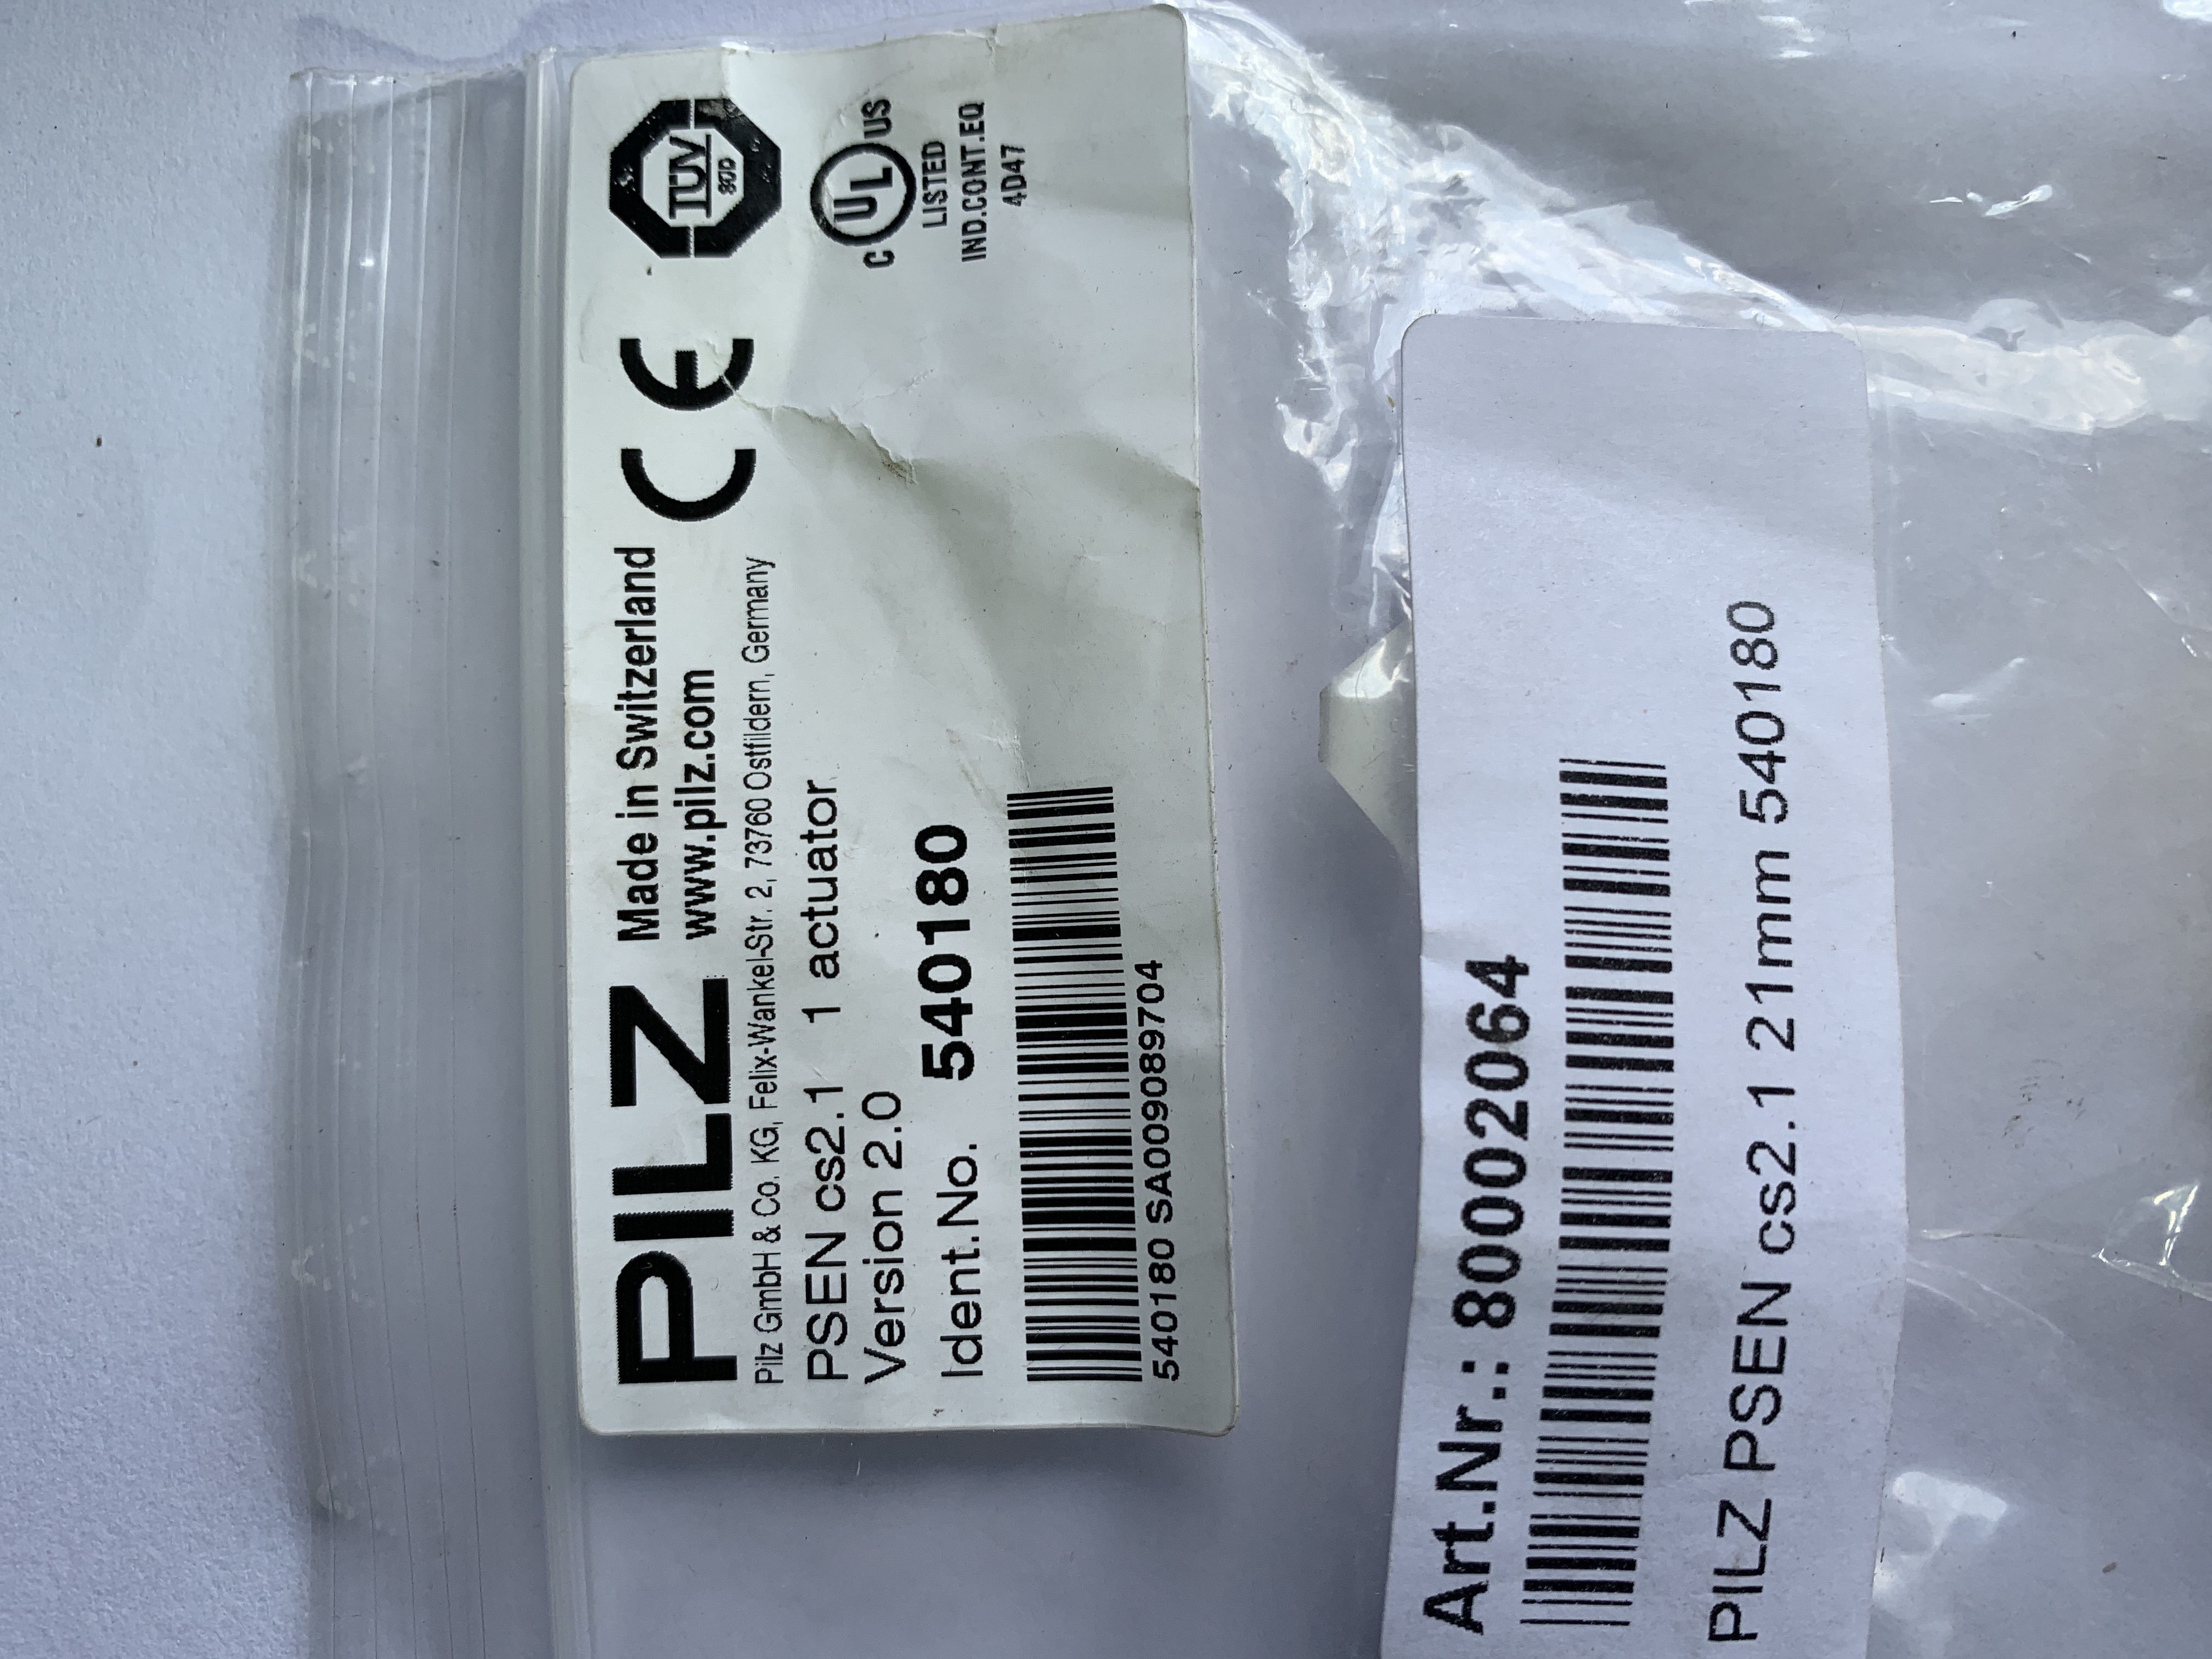 PILZ
Made in Switzerland
www.pilz.com
CE
TÜV
SÜD
Pilz GmbH & Co. KG, Felix-Wankel-Str. 2, 73760 Ostfildern, Germany
PSEN cs2.1 1 actuator
Version 2.0
Ident.No. 540180
540180 SA009089704
C UL US
LISTED
IND.CONT.EQ
4D47
Art.Nr.: 80002064
PILZ PSEN cs2.1 21mm 540180